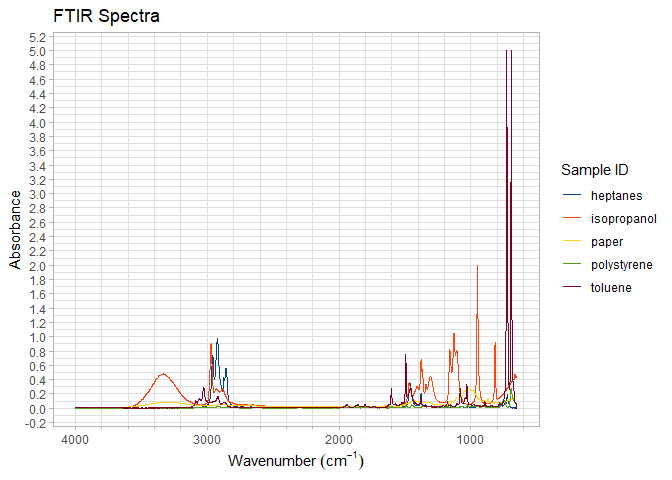 FTIR Spectra
5.2
5.0
4.8
4.6
4.4
4.2
4.0
3.8
3.6
3.4
3.2
3.0
2.8
2.6
2.4
2.2
2.0
1.8
1.6
1.4
1.2
1.0
0.8
0.6
0.4
0.2
0.0
-0.2
Absorbance
4000 3000 2000 1000
Wavenumber (cm⁻¹)
Sample ID
heptanes
isopropanol
paper
polystyrene
toluene